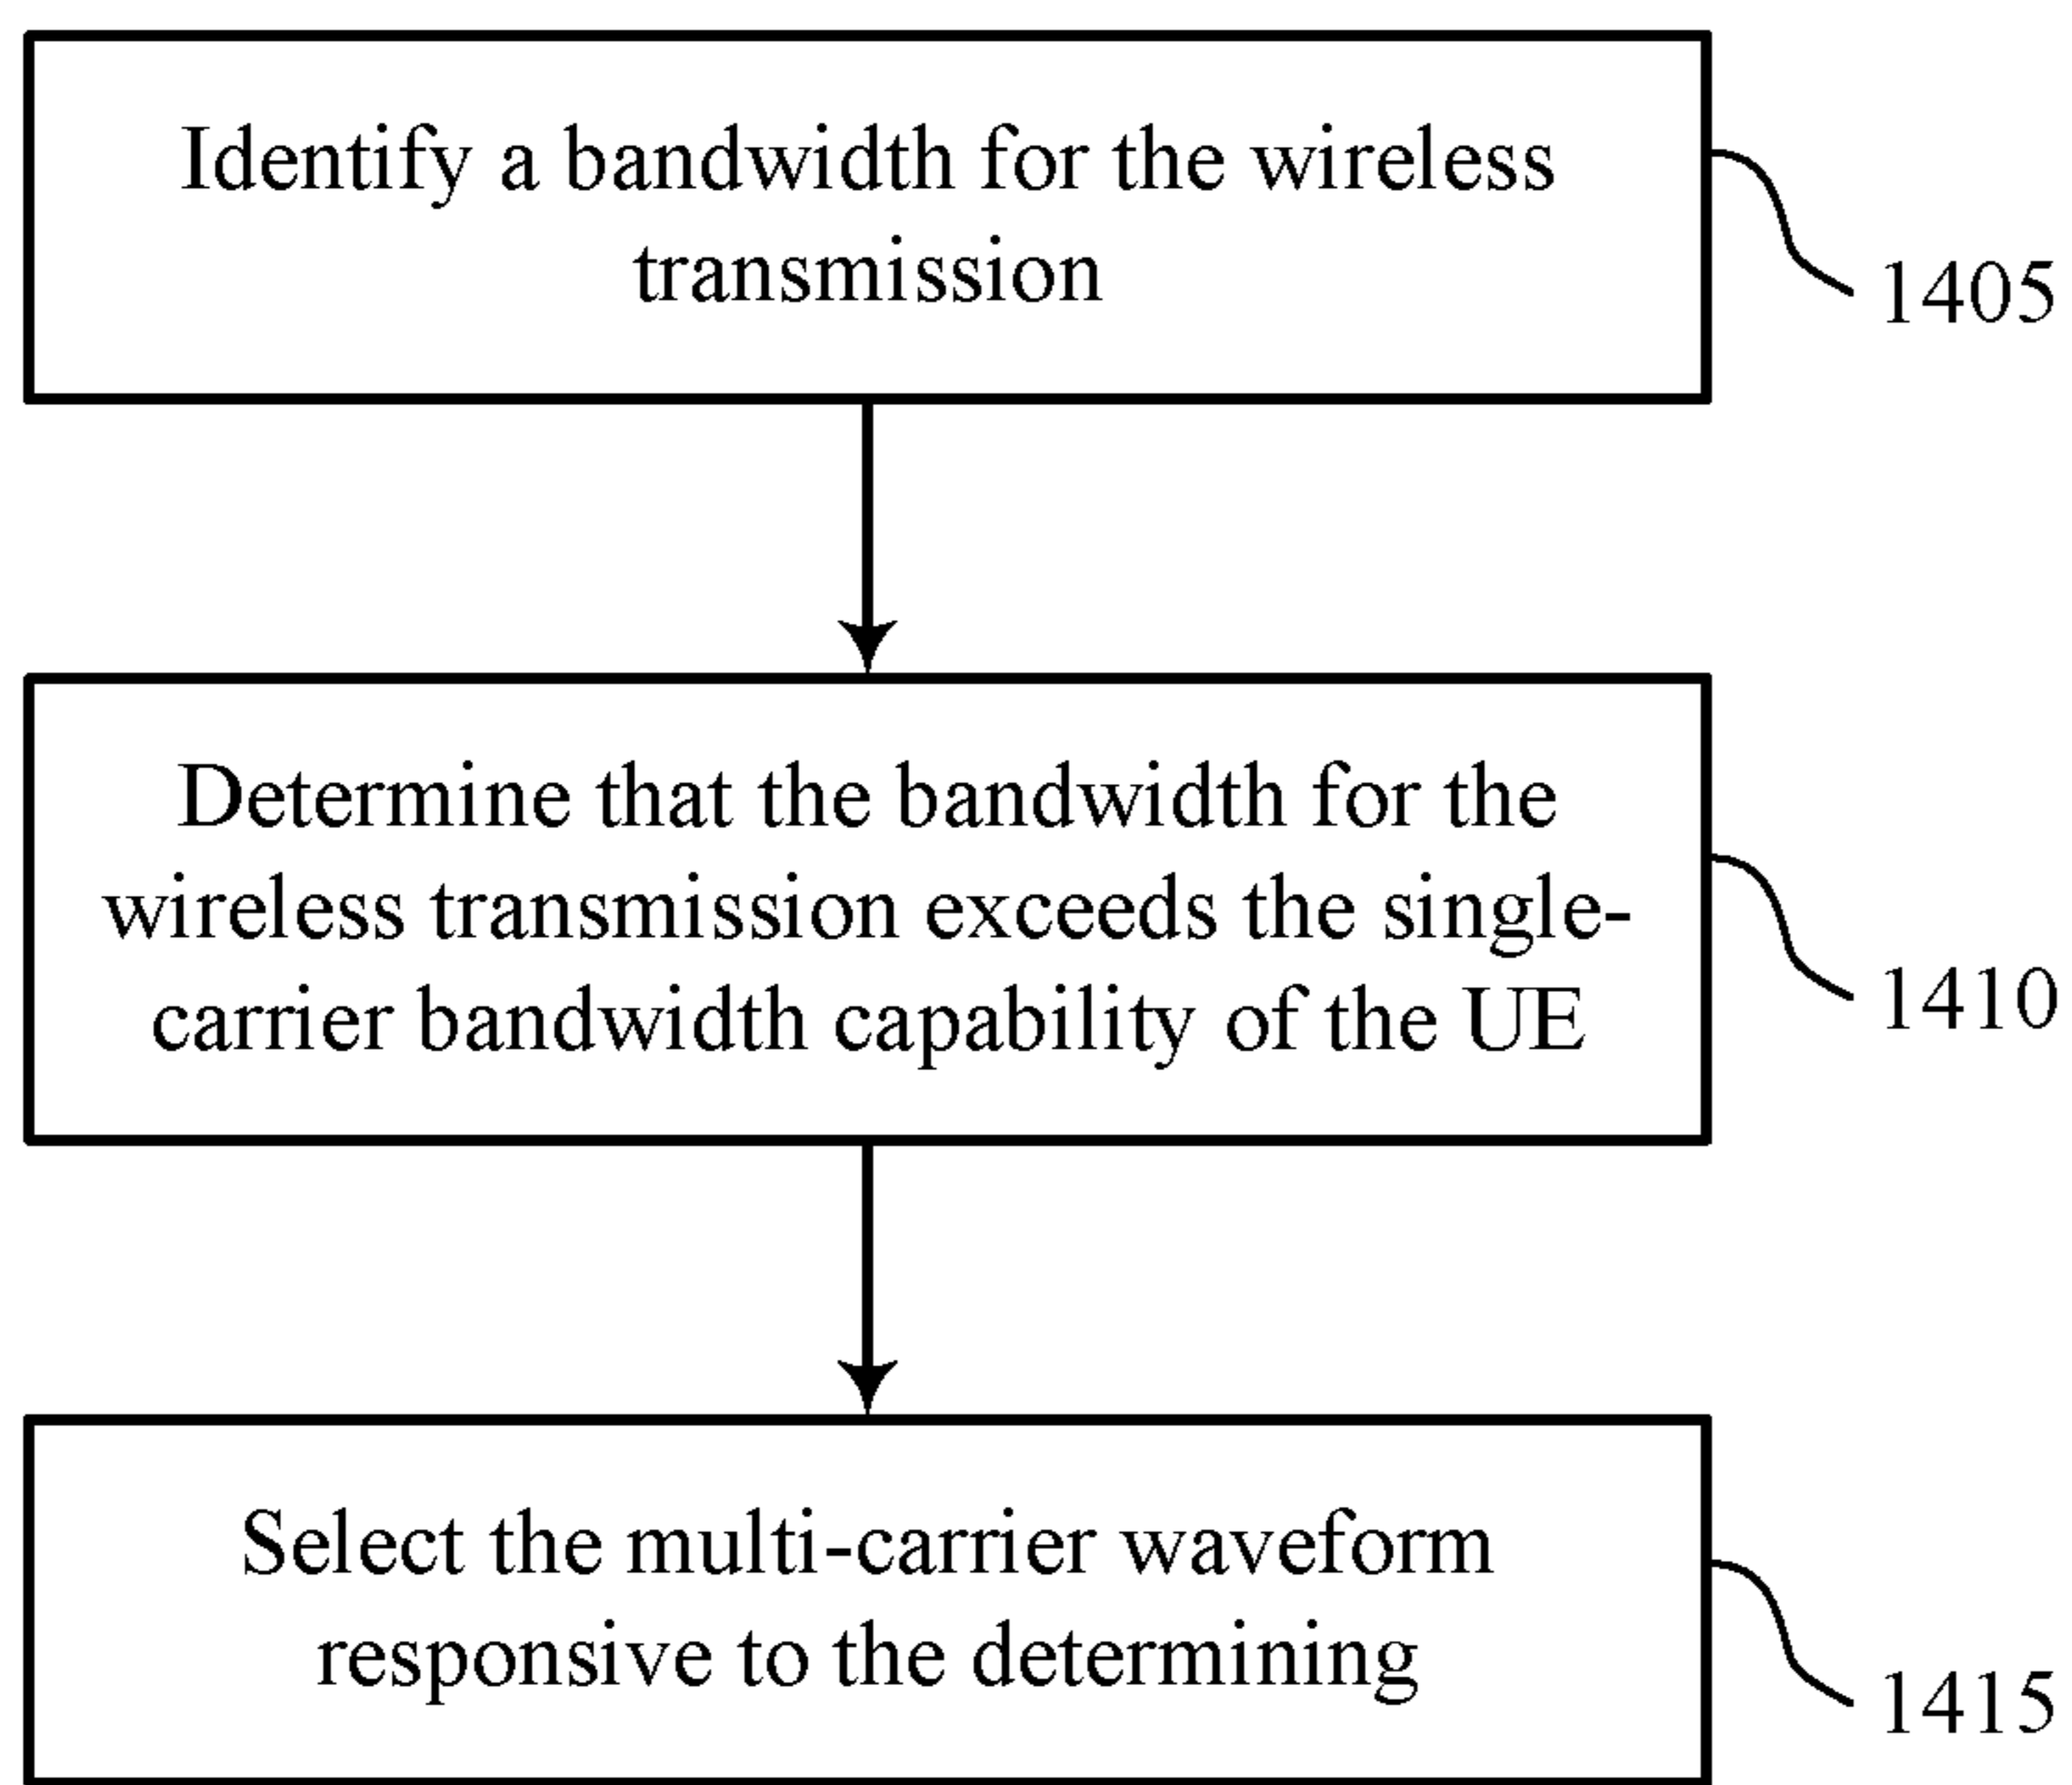 Identify a bandwidth for the wireless
transmission
1405
Determine that the bandwidth for the
wireless transmission exceeds the single-
carrier bandwidth capability of the UE
1410
Select the multi-carrier waveform
responsive to the determining
1415